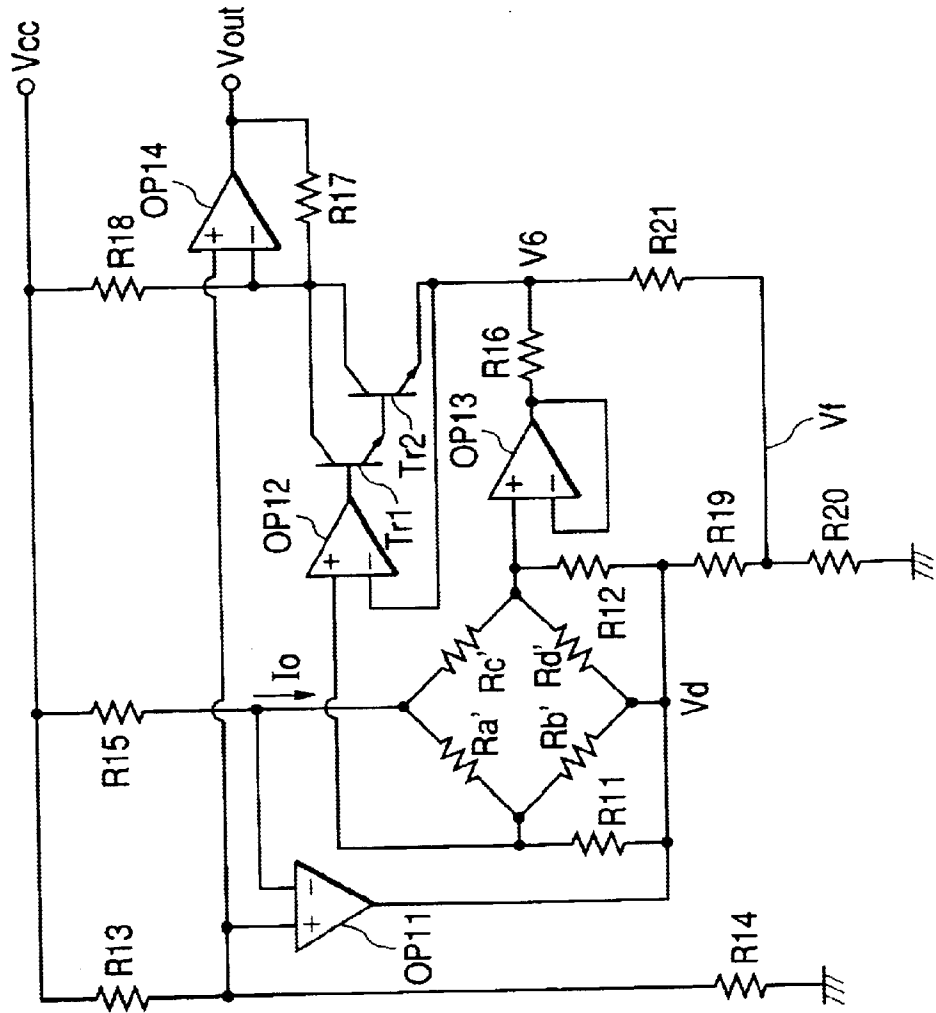 Vcc
Vout
OP14
R18
R17
V6
R21
R16
OP13
Vf
Tr2
Tr1
OP12
R19
R20
R12
Io
R15
Rc'
Rd'
Ra'
Rb'
Vd
R11
OP11
R13
R14
+
−
+
−
+
−
+
−